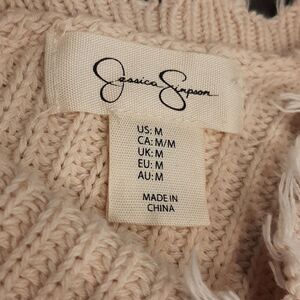 Jessica Simpson
US: M
CA: M/M
UK: M
EU: M
AU: M
MADE IN
CHINA